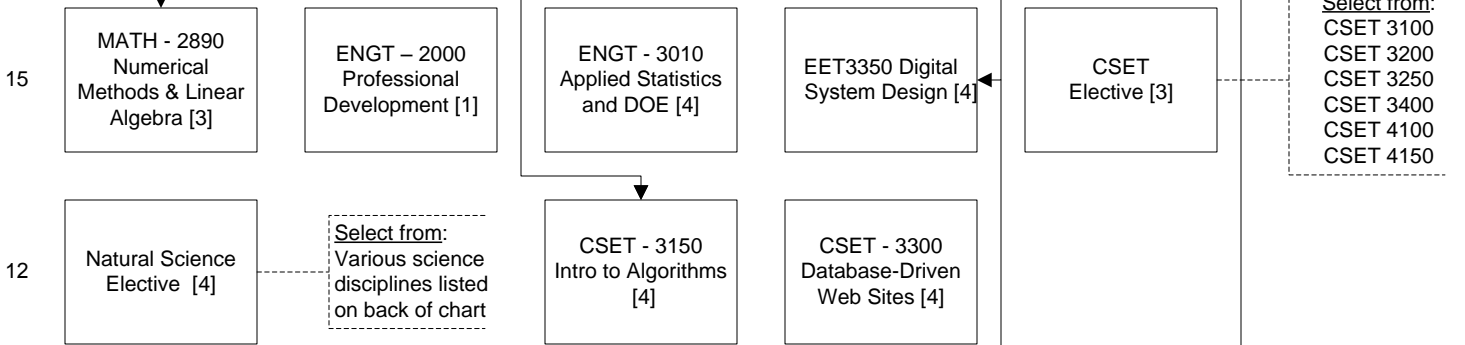 Select from:
CSET 3100
CSET 3200
CSET 3250
CSET 3400
CSET 4100
CSET 4150
15
MATH - 2890
Numerical
Methods & Linear
Algebra [3]
ENGT – 2000
Professional
Development [1]
ENGT - 3010
Applied Statistics
and DOE [4]
EET3350 Digital
System Design [4]
CSET
Elective [3]
12
Natural Science
Elective [4]
Select from:
Various science
disciplines listed
on back of chart
CSET - 3150
Intro to Algorithms
[4]
CSET - 3300
Database-Driven
Web Sites [4]